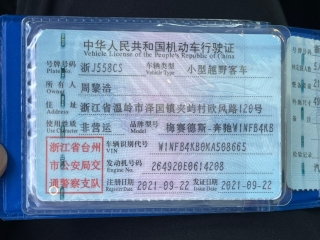 中华人民共和国机动车行驶证
Vehicle License of the People's Republic of China
号牌号码 Plate No. 浙J558CS 车辆类型 Vehicle Type 小型越野客车
所有人 Owner 周黎诰
住址 Address 浙江省温岭市泽国镇夹屿村欧风路120号
使用性质 Use Character 非营运 品牌型号 Model 梅赛德斯-奔驰W1NFB4KB
浙江省台州
市公安局交
通警察支队
车辆识别代号 VIN W1NFB4KB0KA508665
发动机号码 Engine No. 264920E0614208
注册日期 Register Date 2021-09-22 发证日期 Issue Date 2021-09-22